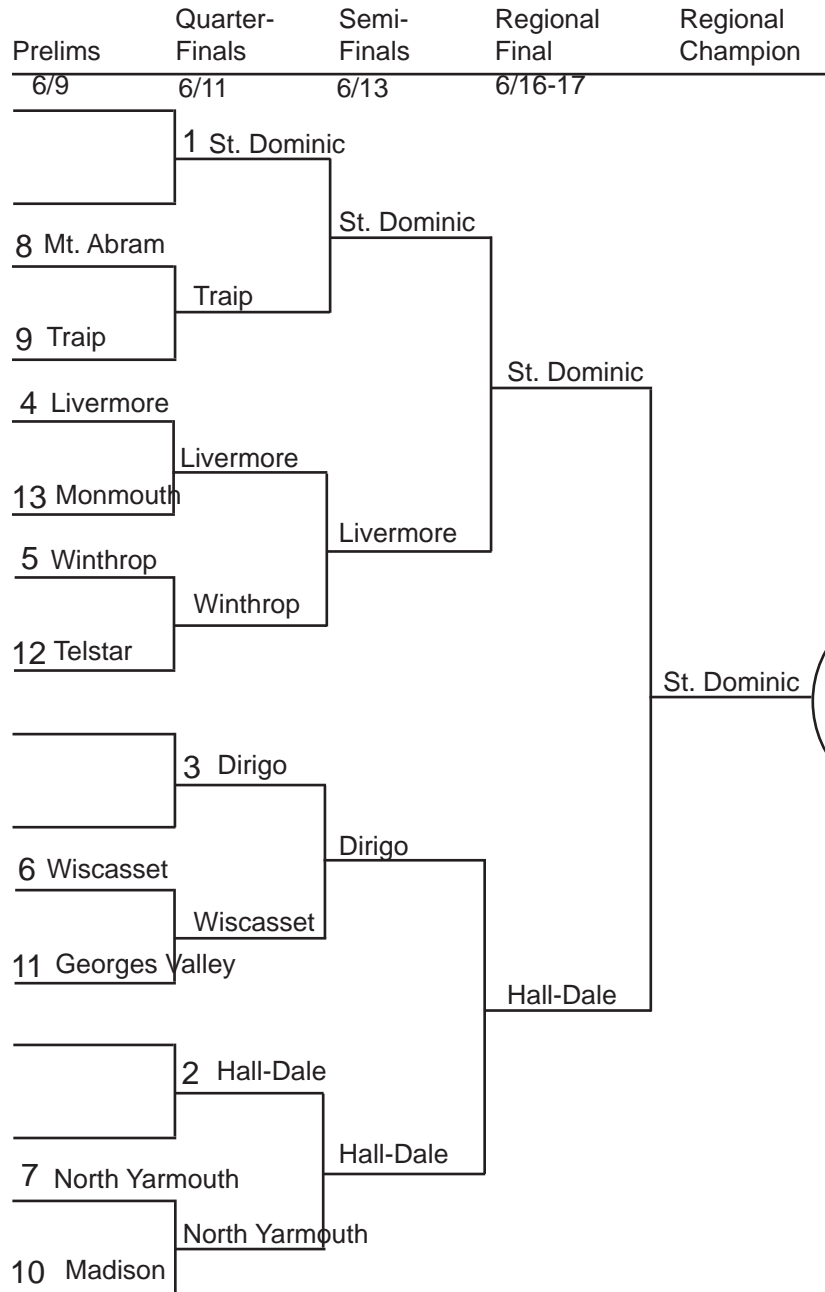 Prelims
Quarter-
Finals
Semi-
Finals
Regional
Final
Regional
Champion
6/9
6/11
6/13
6/16-17
1 St. Dominic
St. Dominic
8 Mt. Abram
Traip
9 Traip
St. Dominic
4 Livermore
Livermore
13 Monmouth
Livermore
5 Winthrop
Winthrop
12 Telstar
St. Dominic
3 Dirigo
Dirigo
6 Wiscasset
Wiscasset
11 Georges Valley
Hall-Dale
2 Hall-Dale
Hall-Dale
7 North Yarmouth
North Yarmouth
10 Madison